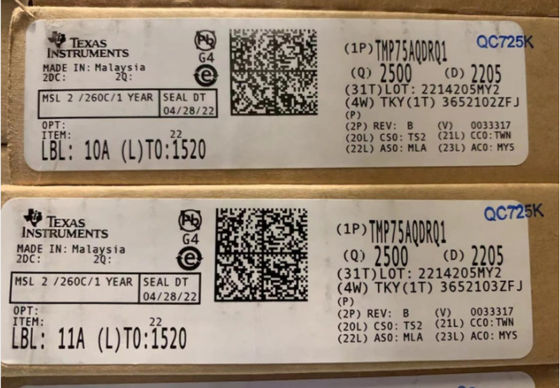 TEXAS
INSTRUMENTS
MADE IN: Malaysia
2DC: 2Q:
Pb
G4
e
MSL 2 /260C/1 YEAR
SEAL DT
04/28/22
OPT:
ITEM: 22
LBL: 10A (L)TO:1520
QC725K
(1P)TMP75AQDRQ1
(Q) 2500 (D) 2205
(31T)LOT: 2214205MY2
(4W) TKY(1T) 3652102ZFJ
(P)
(2P) REV: B (V) 0033317
(20L) CSO: TS2 (21L) CCO:TWN
(22L) ASO: MLA (23L) ACO: MYS
TEXAS
INSTRUMENTS
MADE IN: Malaysia
2DC: 2Q:
Pb
G4
e
MSL 2 /260C/1 YEAR
SEAL DT
04/28/22
OPT:
ITEM: 22
LBL: 11A (L)TO:1520
QC725K
(1P)TMP75AQDRQ1
(Q) 2500 (D) 2205
(31T)LOT: 2214205MY2
(4W) TKY(1T) 3652103ZFJ
(P)
(2P) REV: B (V) 0033317
(20L) CSO: TS2 (21L) CCO:TWN
(22L) ASO: MLA (23L) ACO: MYS